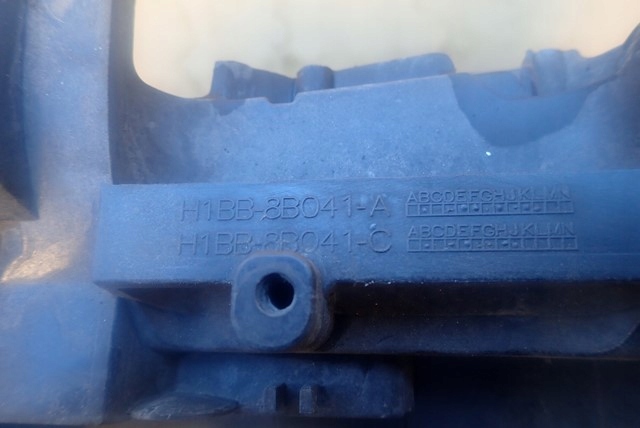 H1BB-8B041-A ABCDEFGHJKLMN
H1BB-8B041-C ABCDEFGHJKLMN